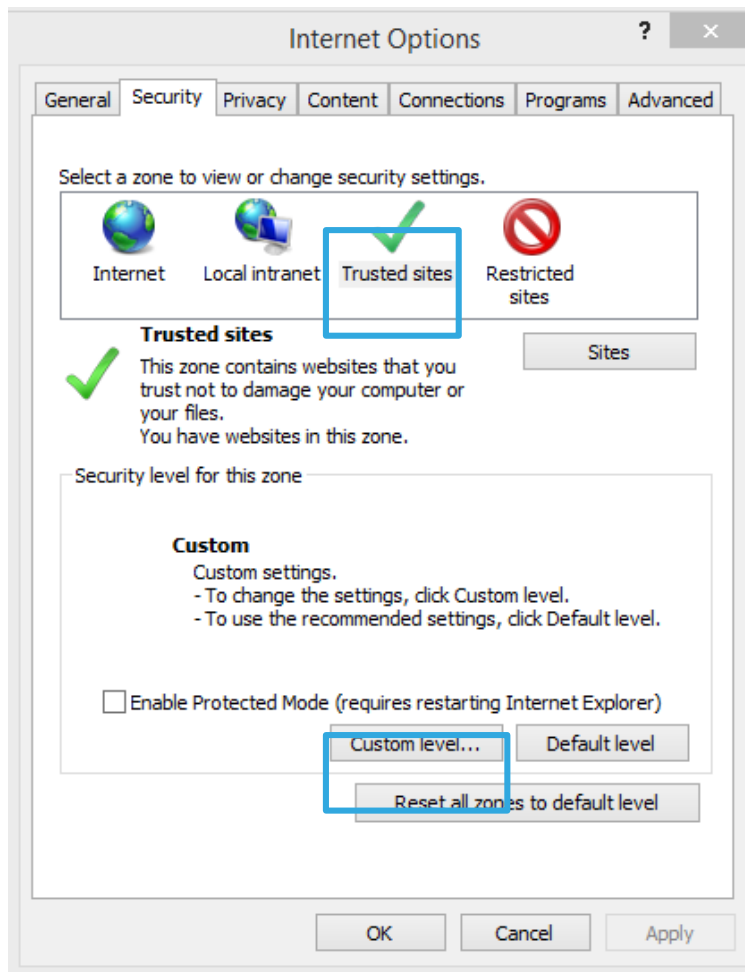 Internet Options
?
×
General Security Privacy Content Connections Programs Advanced
Select a zone to view or change security settings.
Internet Local intranet Trusted sites Restricted sites
Trusted sites
Sites
This zone contains websites that you
trust not to damage your computer or
your files.
You have websites in this zone.
Security level for this zone
Custom
Custom settings.
- To change the settings, click Custom level.
- To use the recommended settings, click Default level.
Enable Protected Mode (requires restarting Internet Explorer)
Custom level... Default level
Reset all zones to default level
OK Cancel Apply